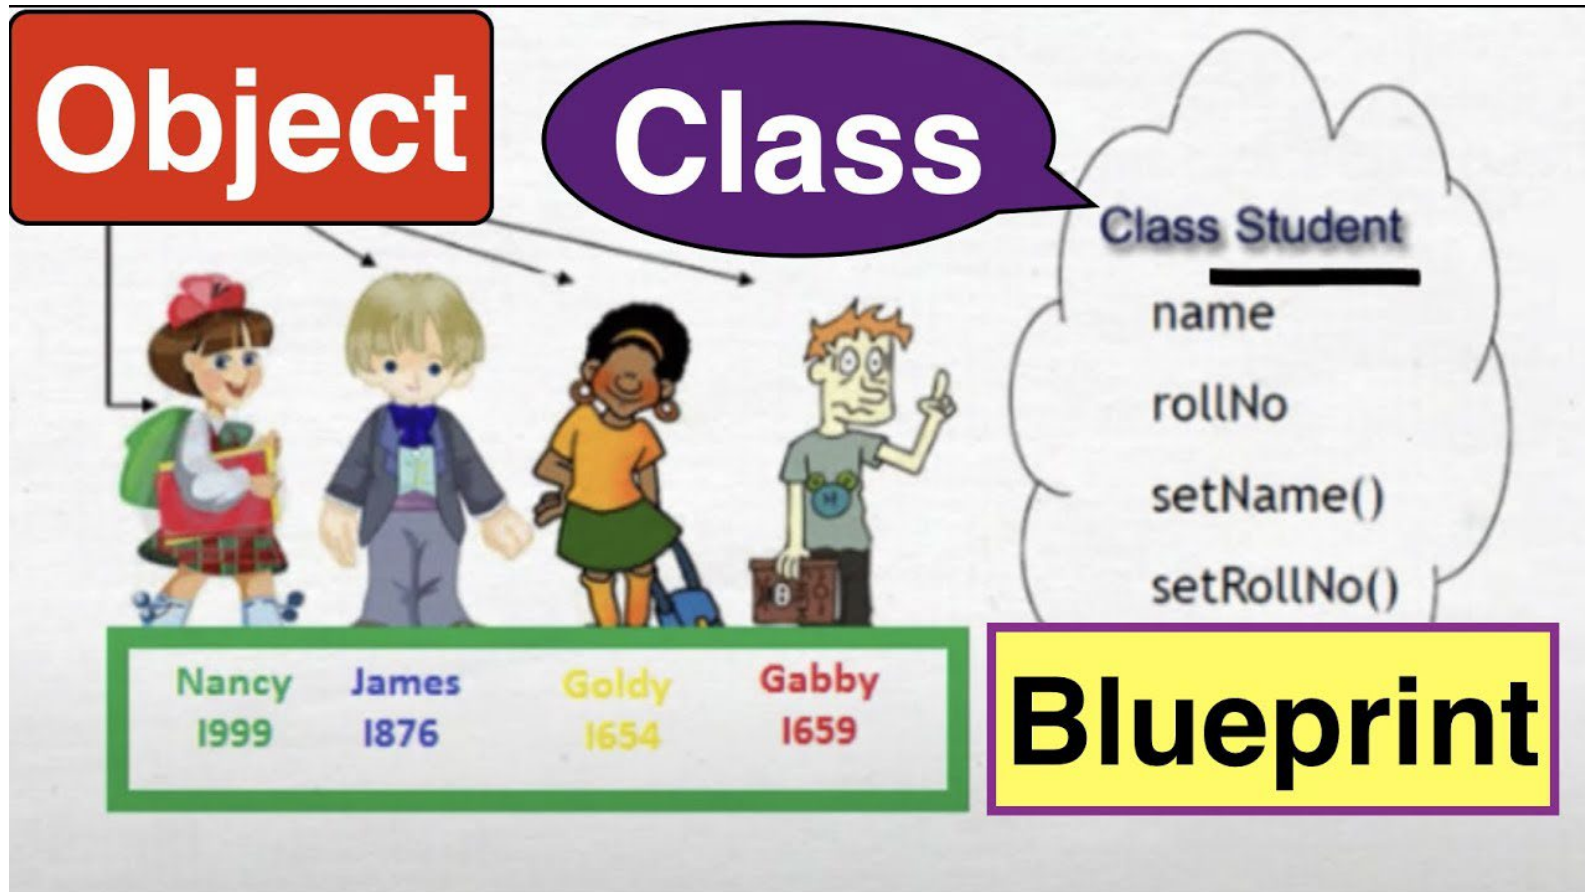 Object
Class
Class Student
name
rollNo
setName()
setRollNo()
Nancy James Goldy Gabby
1999 1876 1654 1659
Blueprint